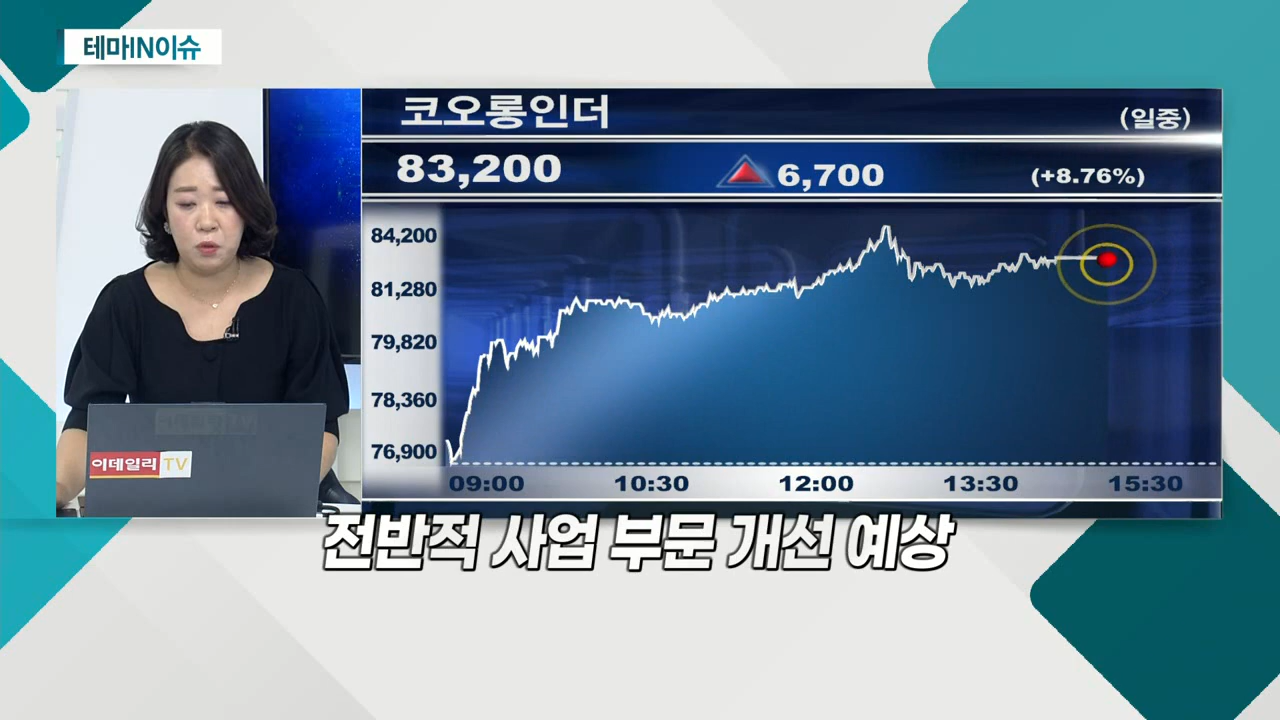 테마IN이슈
코오롱인더
(일중)
83,200
6,700
(+8.76%)
84,200
81,280
79,820
78,360
76,900
09:00
10:30
12:00
13:30
15:30
이데일리 TV
전반적 사업 부문 개선 예상